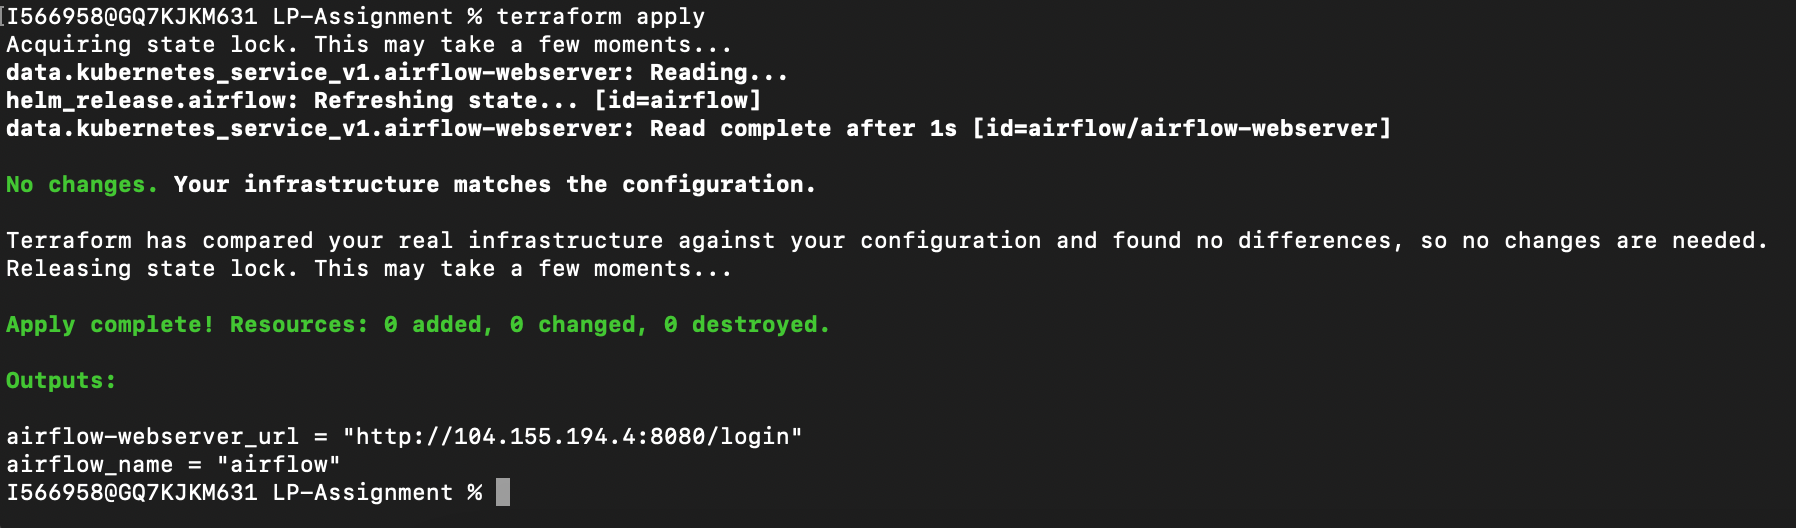 I566958@GQ7KJKM631 LP-Assignment % terraform apply
Acquiring state lock. This may take a few moments...
data.kubernetes_service_v1.airflow-webserver: Reading...
helm_release.airflow: Refreshing state... [id=airflow]
data.kubernetes_service_v1.airflow-webserver: Read complete after 1s [id=airflow/airflow-webserver]
No changes. Your infrastructure matches the configuration.
Terraform has compared your real infrastructure against your configuration and found no differences, so no changes are needed.
Releasing state lock. This may take a few moments...
Apply complete! Resources: 0 added, 0 changed, 0 destroyed.
Outputs:
airflow-webserver_url = "http://104.155.194.4:8080/login"
airflow_name = "airflow"
I566958@GQ7KJKM631 LP-Assignment %